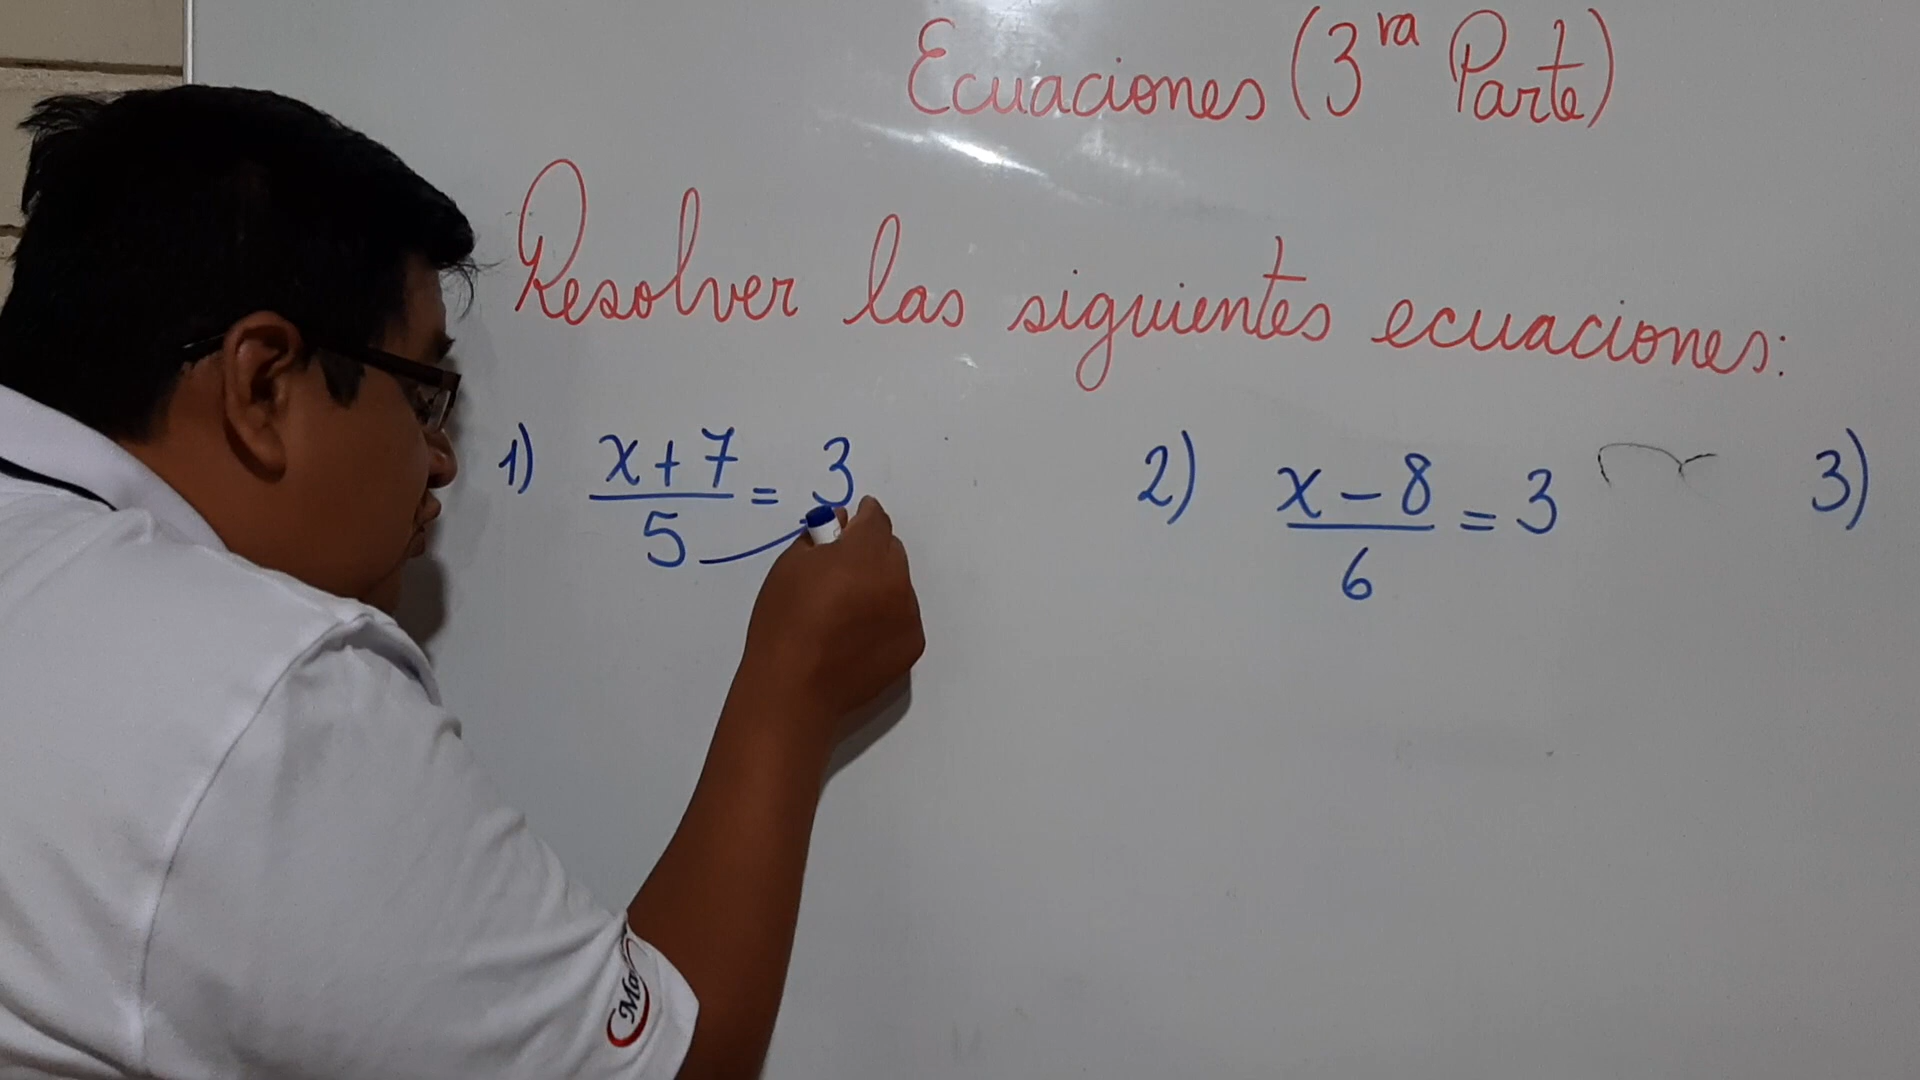 Ecuaciones (3ra Parte)
Resolver las siguientes ecuaciones:
1) x + 7 / 5 = 3
2) x - 8 / 6 = 3
3)